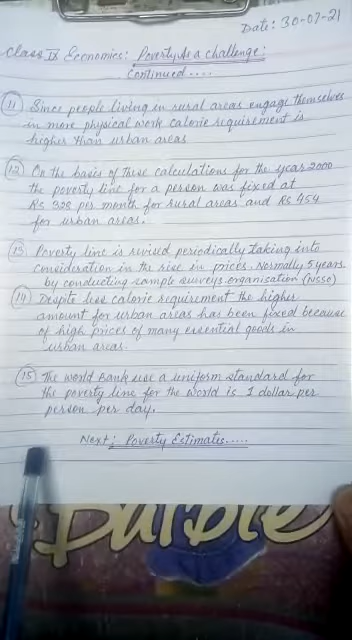 Date: 30-07-21
Class IX Economics: Poverty As a challenge:
Continued ....
(11) Since people living in rural areas engage themselves
in more physical work calorie requirement is
higher than urban areas
(12) On the basis of these calculations for the year 2000
the poverty line for a person was fixed at
Rs 328 per month for rural areas and Rs 454
for urban areas.
(13) Poverty line is revised periodically taking into
consideration in the rise in prices. Normally 5 years
by conducting sample surveys organisation (NSSO)
(14) Despite less calorie requirement the higher
amount for urban areas has been fixed because
of high prices of many essential goods in
urban areas.
(15) The world Bank use a uniform standard for
the poverty line for the world is 1 dollar per
person per day.
Next: Poverty Estimates.....
Barbie